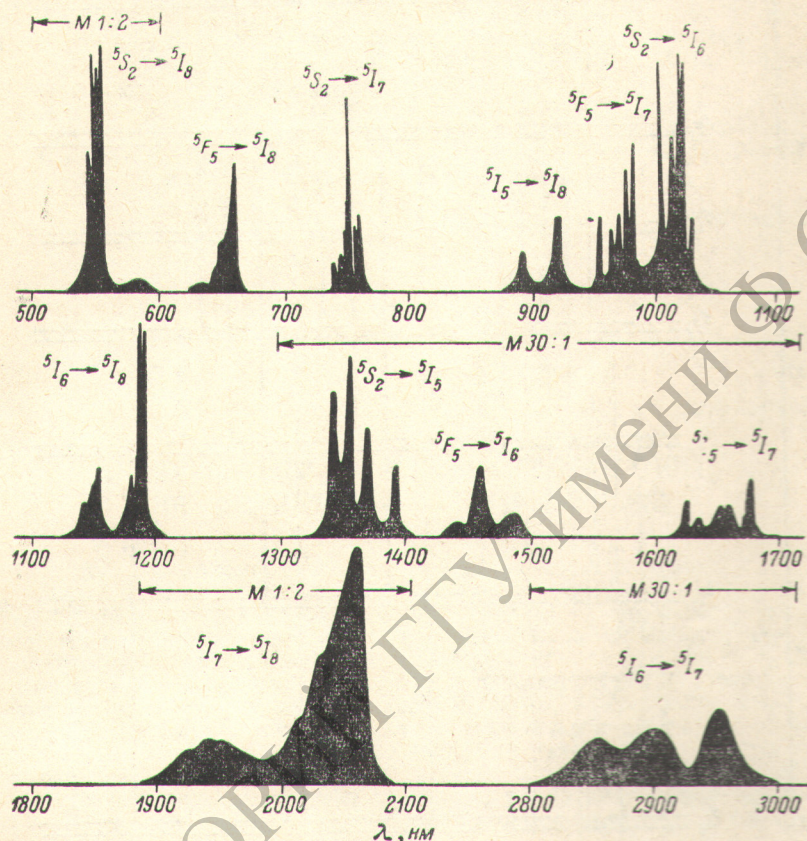 M 1:2
⁵S₂ → ⁵I₈
⁵F₅ → ⁵I₈
⁵S₂ → ⁵I₇
⁵I₅ → ⁵I₈
⁵F₅ → ⁵I₇
⁵S₂ → ⁵I₆
500 600 700 800 900 1000 1100
M 30:1
⁵I₆ → ⁵I₈
⁵S₂ → ⁵I₅
⁵F₅ → ⁵I₆
→ ⁵I₇
1100 1200 1300 1400 1500 1600 1700
M 1:2
M 30:1
⁵I₇ → ⁵I₈
⁵I₆ → ⁵I₇
1800 1900 2000 2100 2800 2900 3000
λ, нм
ГГУ имени Ф